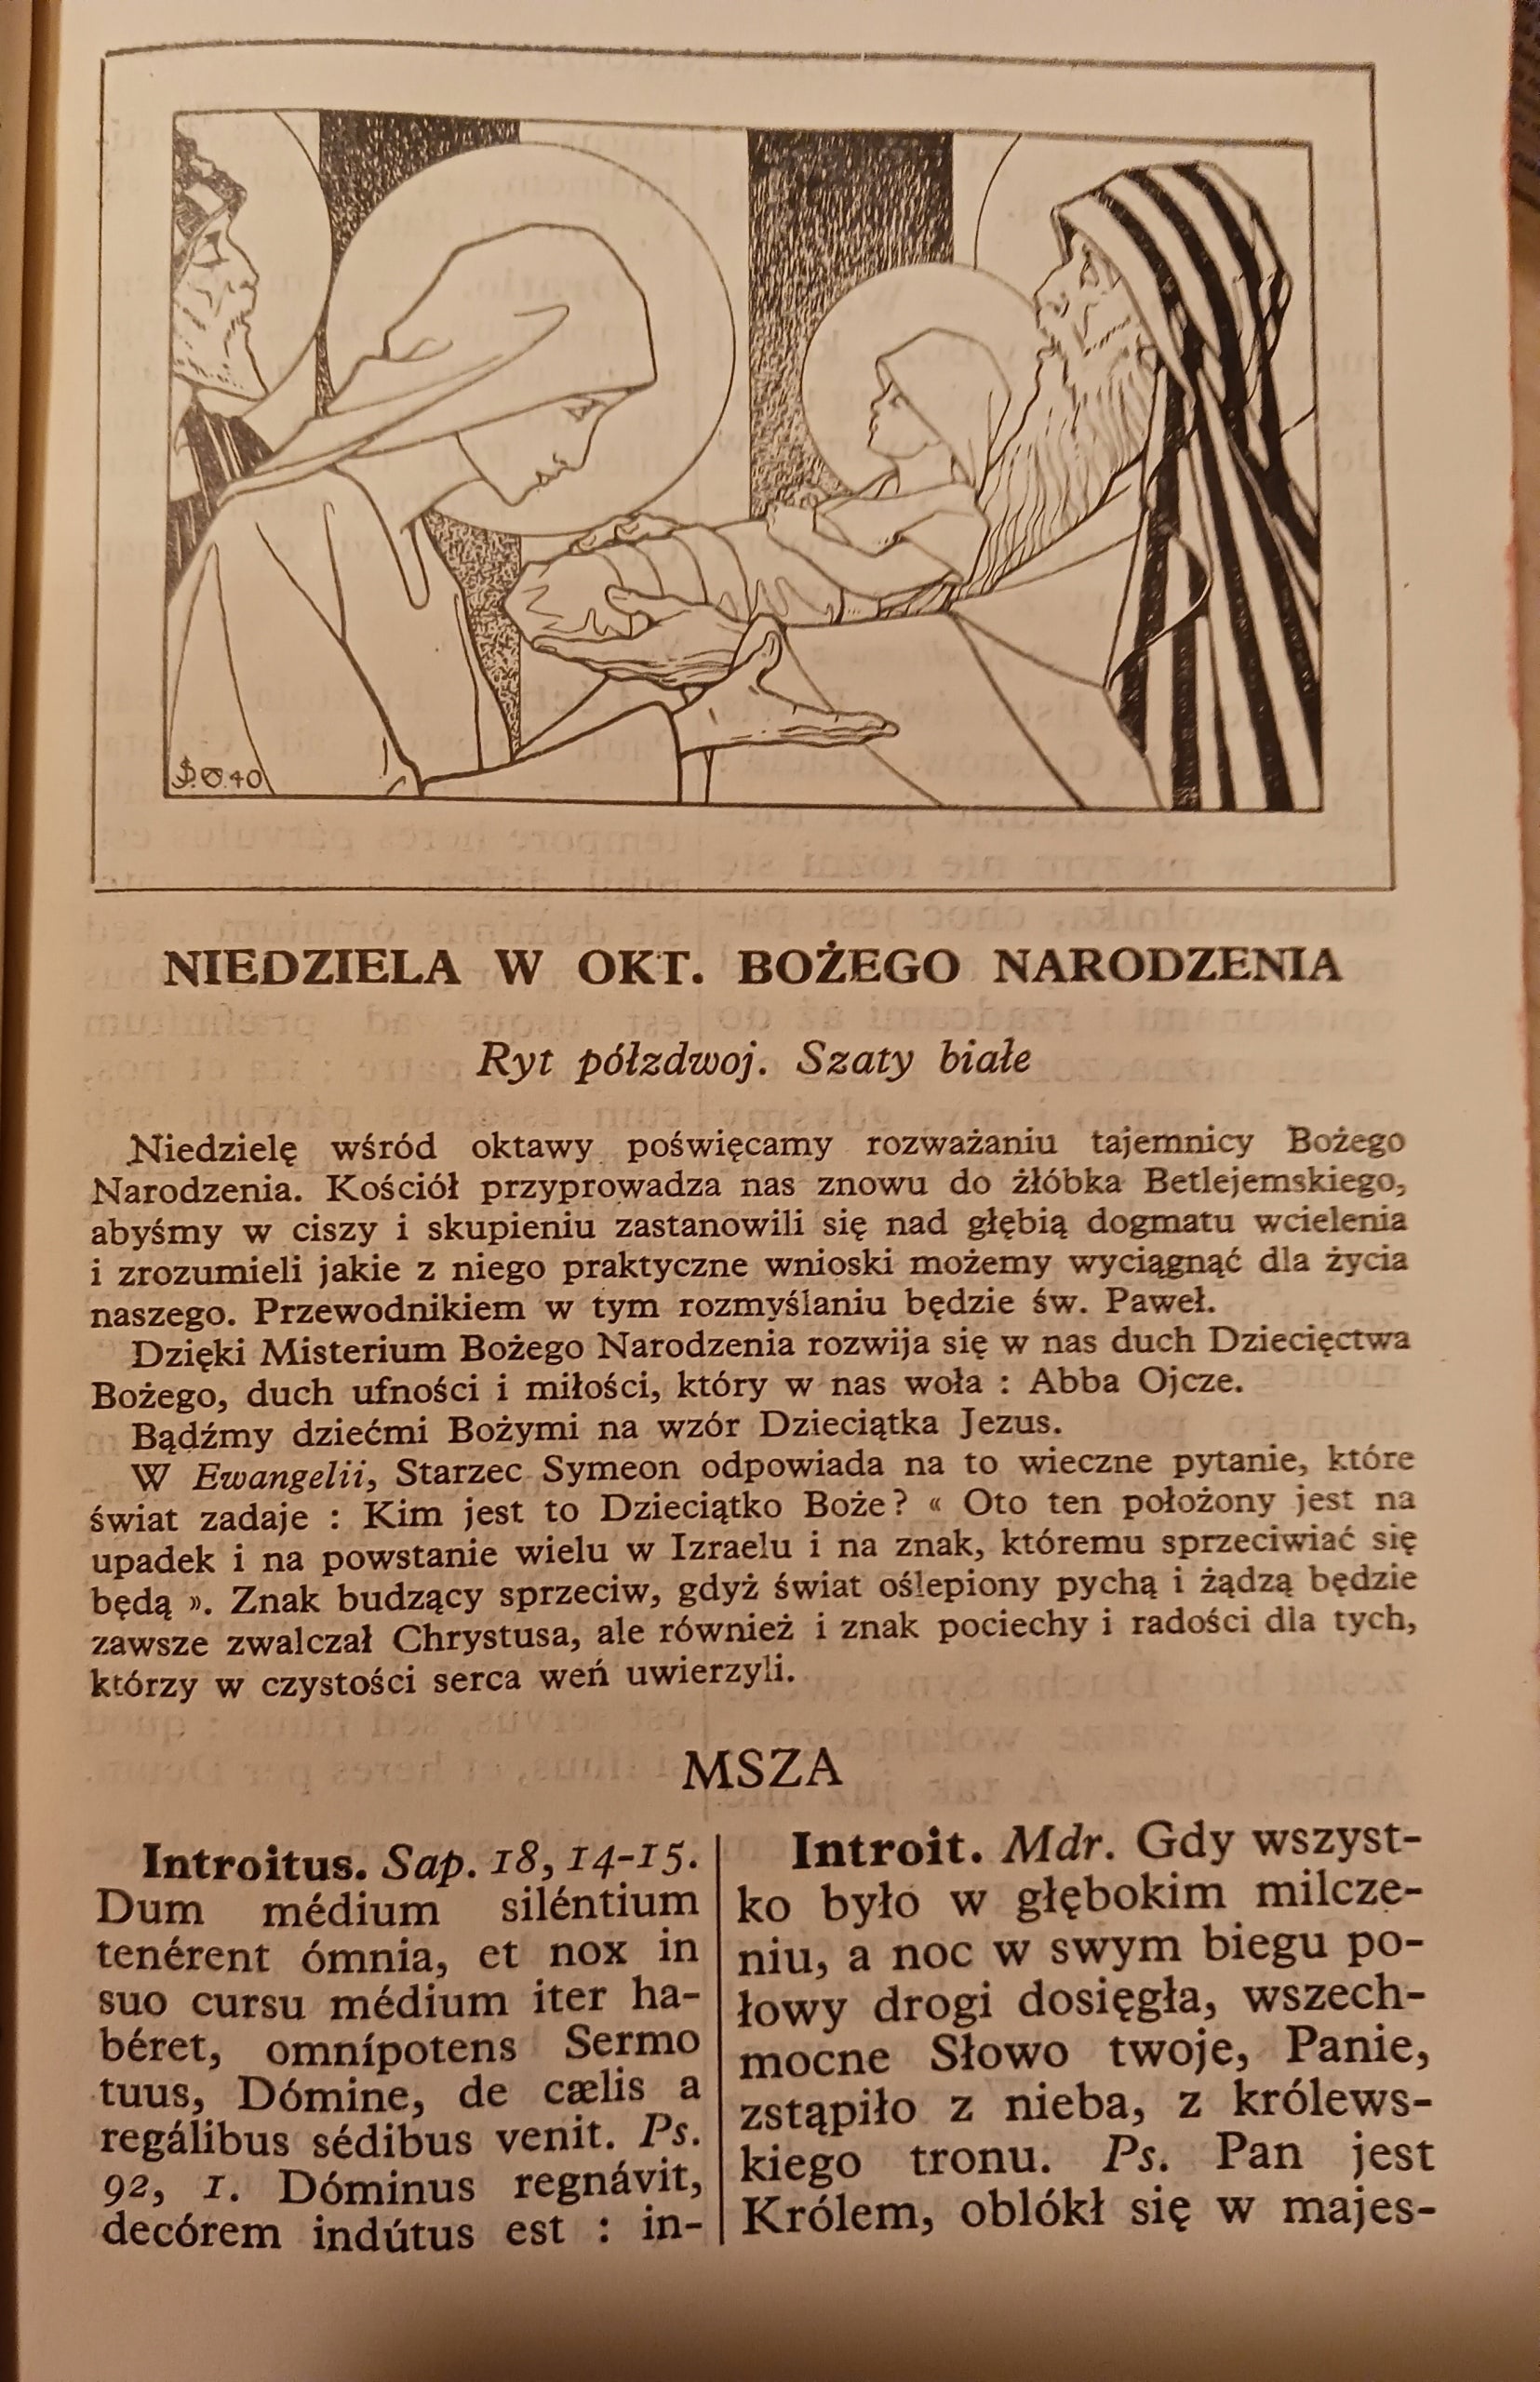 NIEDZIELA W OKT. BOŻEGO NARODZENIA
Ryt półzdwoj. Szaty białe
Niedzielę wśród oktawy poświęcamy rozważaniu tajemnicy Bożego
Narodzenia. Kościół przyprowadza nas znowu do żłóbka Betlejemskiego,
abyśmy w ciszy i skupieniu zastanowili się nad głębią dogmatu wcielenia
i zrozumieli jakie z niego praktyczne wnioski możemy wyciągnąć dla życia
naszego. Przewodnikiem w tym rozmyślaniu będzie św. Paweł.
Dzięki Misterium Bożego Narodzenia rozwija się w nas duch Dziecięctwa
Bożego, duch ufności i miłości, który w nas woła : Abba Ojcze.
Bądźmy dziećmi Bożymi na wzór Dzieciątka Jezus.
W Ewangelii, Starzec Symeon odpowiada na to wieczne pytanie, które
świat zadaje : Kim jest to Dzieciątko Boże? « Oto ten położony jest na
upadek i na powstanie wielu w Izraelu i na znak, któremu sprzeciwiać się
będą ». Znak budzący sprzeciw, gdyż świat oślepiony pychą i żądzą będzie
zawsze zwalczał Chrystusa, ale również i znak pociechy i radości dla tych,
którzy w czystości serca weń uwierzyli.
MSZA
Introitus. Sap. 18, 14-15.
Dum médium siléntium
tenérent ómnia, et nox in
suo cursu médium iter ha-
béret, omnípotens Sermo
tuus, Dómine, de cælis a
regálibus sédibus venit. Ps.
92, 1. Dóminus regnávit,
decórem indútus est : in-
Introit. Mdr. Gdy wszyst-
ko było w głębokim milcze-
niu, a noc w swym biegu po-
łowy drogi dosięgła, wszech-
mocne Słowo twoje, Panie,
zstąpiło z nieba, z królews-
kiego tronu. Ps. Pan jest
Królem, oblókł się w majes-